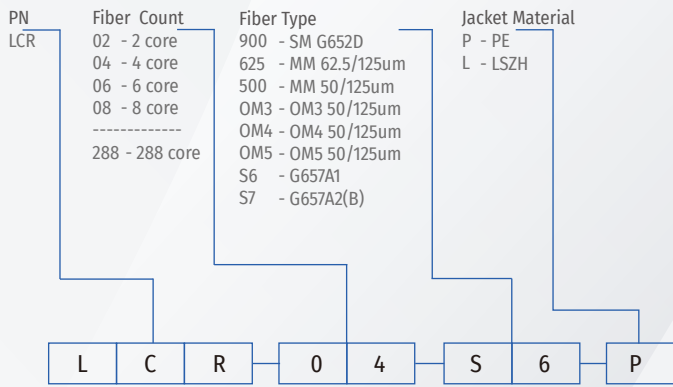 PN
LCR
Fiber Count
02 - 2 core
04 - 4 core
06 - 6 core
08 - 8 core
-------------
288 - 288 core
Fiber Type
900 - SM G652D
625 - MM 62.5/125um
500 - MM 50/125um
OM3 - OM3 50/125um
OM4 - OM4 50/125um
OM5 - OM5 50/125um
S6 - G657A1
S7 - G657A2(B)
Jacket Material
P - PE
L - LSZH
L C R - 0 4 - S 6 - P